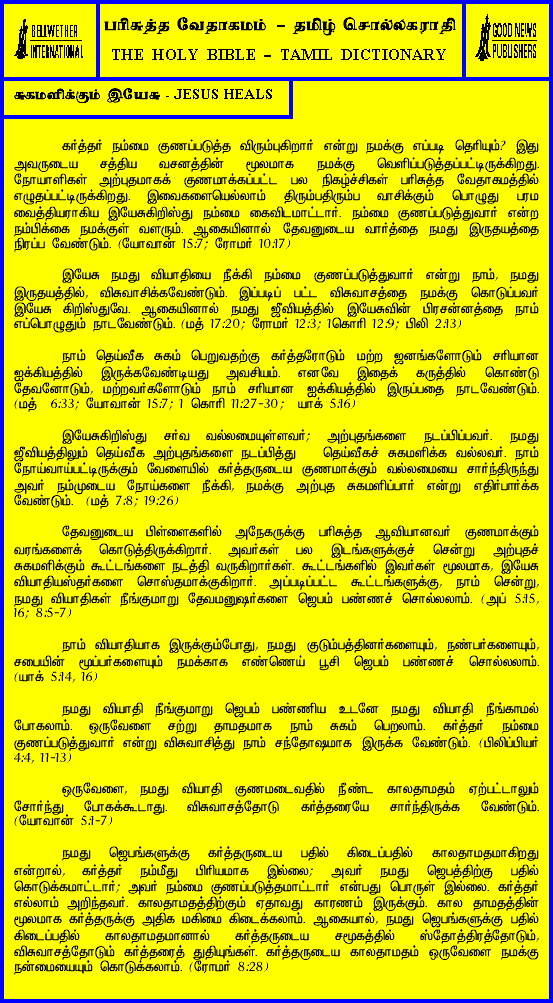 BELLWETHER
INTERNATIONAL
பரிசுத்த வேதாகமம் – தமிழ் சொல்லகராதி
THE HOLY BIBLE – TAMIL DICTIONARY
GOOD NEWS
PUBLISHERS
சுகமளிக்கும் இயேசு - JESUS HEALS
கர்த்தர் நம்மை குணப்படுத்த விரும்புகிறார் என்று நமக்கு எப்படி தெரியும்? இது
அவருடைய சத்திய வசனத்தின் மூலமாக நமக்கு வெளிப்படுத்தப்பட்டிருக்கிறது.
நோயாளிகள் அற்புதமாகக் குணமாக்கப்பட்ட பல நிகழ்ச்சிகள் பரிசுத்த வேதாகமத்தில்
எழுதப்பட்டிருக்கிறது. இவைகளையெல்லாம் திரும்பதிரும்ப வாசிக்கும் பொழுது பரம
வைத்தியராகிய இயேசுகிறிஸ்து நம்மை கைவிடமாட்டார். நம்மை குணப்படுத்துவார் என்ற
நம்பிக்கை நமக்குள் வளரும். ஆகையினால் தேவனுடைய வார்த்தை நமது இருதயத்தை
நிரப்ப வேண்டும். (யோவான் 15:7; ரோமர் 10:17)
இயேசு நமது வியாதியை நீக்கி நம்மை குணப்படுத்துவார் என்று நாம், நமது
இருதயத்தில், விசுவாசிக்கவேண்டும். இப்படிப் பட்ட விசுவாசத்தை நமக்கு கொடுப்பவர்
இயேசு கிறிஸ்துவே. ஆகையினால் நமது ஜீவியத்தில் இயேசுவின் பிரசன்னத்தை நாம்
எப்பொழுதும் நாடவேண்டும். (மத் 17:20; ரோமர் 12:3; 1கொரி 12:9; பிலி 2:13)
நாம் தெய்வீக சுகம் பெறுவதற்கு கர்த்தரோடும் மற்ற ஜனங்களோடும் சரியான
ஐக்கியத்தில் இருக்கவேண்டியது அவசியம். எனவே இதைக் கருத்தில் கொண்டு
தேவனோடும், மற்றவர்களோடும் நாம் சரியான ஐக்கியத்தில் இருப்பதை நாடவேண்டும்.
(மத் 6:33; யோவான் 15:7; 1 கொரி 11:27-30; யாக் 5:16)
இயேசுகிறிஸ்து சர்வ வல்லமையுள்ளவர்; அற்புதங்களை நடப்பிப்பவர். நமது
ஜீவியத்திலும் தெய்வீக அற்புதங்களை நடப்பித்து தெய்வீகச் சுகமளிக்க வல்லவர். நாம்
நோய்வாய்பட்டிருக்கும் வேளையில் கர்த்தருடைய குணமாக்கும் வல்லமையை சார்ந்திருந்து
அவர் நம்முடைய நோய்களை நீக்கி, நமக்கு அற்புத சுகமளிப்பார் என்று எதிர்பார்க்க
வேண்டும். (மத் 7:8; 19:26)
தேவனுடைய பிள்ளைகளில் அநேகருக்கு பரிசுத்த ஆவியானவர் குணமாக்கும்
வரங்களைக் கொடுத்திருக்கிறார். அவர்கள் பல இடங்களுக்குச் சென்று அற்புதச்
சுகமளிக்கும் கூட்டங்களை நடத்தி வருகிறார்கள். கூட்டங்களில் இவர்கள் மூலமாக, இயேசு
வியாதியஸ்தர்களை சொஸ்தமாக்குகிறார். அப்படிப்பட்ட கூட்டங்களுக்கு, நாம் சென்று,
நமது வியாதிகள் நீங்குமாறு தேவமனுஷர்களை ஜெபம் பண்ணச் சொல்லலாம். (அப் 5:15,
16; 8:5-7)
நாம் வியாதியாக இருக்கும்போது, நமது குடும்பத்தினர்களையும், நண்பர்களையும்,
சபையின் மூப்பர்களையும் நமக்காக எண்ணெய் பூசி ஜெபம் பண்ணச் சொல்லலாம்.
(யாக் 5:14, 16)
நமது வியாதி நீங்குமாறு ஜெபம் பண்ணிய உடனே நமது வியாதி நீங்காமல்
போகலாம். ஒருவேளை சற்று தாமதமாக நாம் சுகம் பெறலாம். கர்த்தர் நம்மை
குணப்படுத்துவார் என்று விசுவாசித்து நாம் சந்தோஷமாக இருக்க வேண்டும். (பிலிப்பியர்
4:4, 11-13)
ஒருவேளை, நமது வியாதி குணமடைவதில் நீண்ட காலதாமதம் ஏற்பட்டாலும்
சோர்ந்து போகக்கூடாது. விசுவாசத்தோடு கர்த்தரையே சார்ந்திருக்க வேண்டும்.
(யோவான் 5:1-7)
நமது ஜெபங்களுக்கு கர்த்தருடைய பதில் கிடைப்பதில் காலதாமதமாகிறது
என்றால், கர்த்தர் நம்மீது பிரியமாக இல்லை; அவர் நமது ஜெபத்திற்கு பதில்
கொடுக்கமாட்டார்; அவர் நம்மை குணப்படுத்தமாட்டார் என்பது பொருள் இல்லை. கர்த்தர்
எல்லாம் அறிந்தவர். காலதாமதத்திற்கும் ஏதாவது காரணம் இருக்கும். கால தாமதத்தின்
மூலமாக கர்த்தருக்கு அதிக மகிமை கிடைக்கலாம். ஆகையால், நமது ஜெபங்களுக்கு பதில்
கிடைப்பதில் காலதாமதமானால் கர்த்தருடைய சமூகத்தில் ஸ்தோத்திரத்தோடும்,
விசுவாசத்தோடும் கர்த்தரைத் துதியுங்கள். கர்த்தருடைய காலதாமதம் ஒருவேளை நமக்கு
நன்மையையும் கொடுக்கலாம். (ரோமர் 8:28)